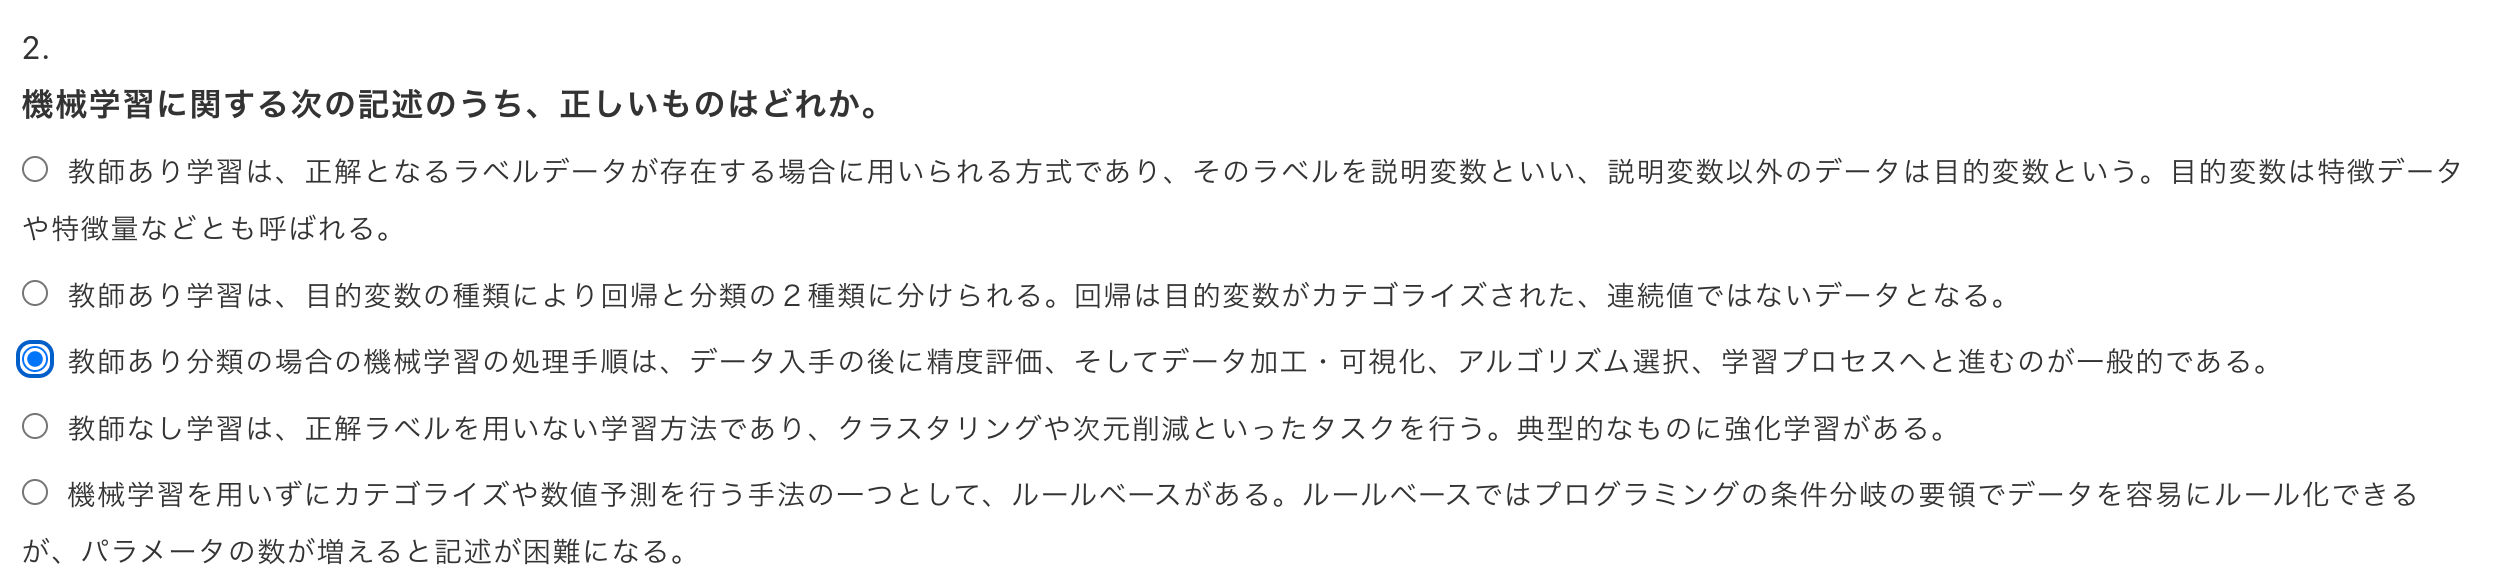 2.
機械学習に関する次の記述のうち、正しいものはどれか。
教師あり学習は、正解となるラベルデータが存在する場合に用いられる方式であり、そのラベルを説明変数といい、説明変数以外のデータは目的変数という。目的変数は特徴データ
や特徴量などとも呼ばれる。
教師あり学習は、目的変数の種類により回帰と分類の2種類に分けられる。回帰は目的変数がカテゴライズされた、連続値ではないデータとなる。
教師あり分類の場合の機械学習の処理手順は、データ入手の後に精度評価、そしてデータ加工・可視化、アルゴリズム選択、学習プロセスへと進むのが一般的である。
教師なし学習は、正解ラベルを用いない学習方法であり、クラスタリングや次元削減といったタスクを行う。典型的なものに強化学習がある。
機械学習を用いずにカテゴライズや数値予測を行う手法の一つとして、ルールベースがある。ルールベースではプログラミングの条件分岐の要領でデータを容易にルール化できる
が、パラメータの数が増えると記述が困難になる。